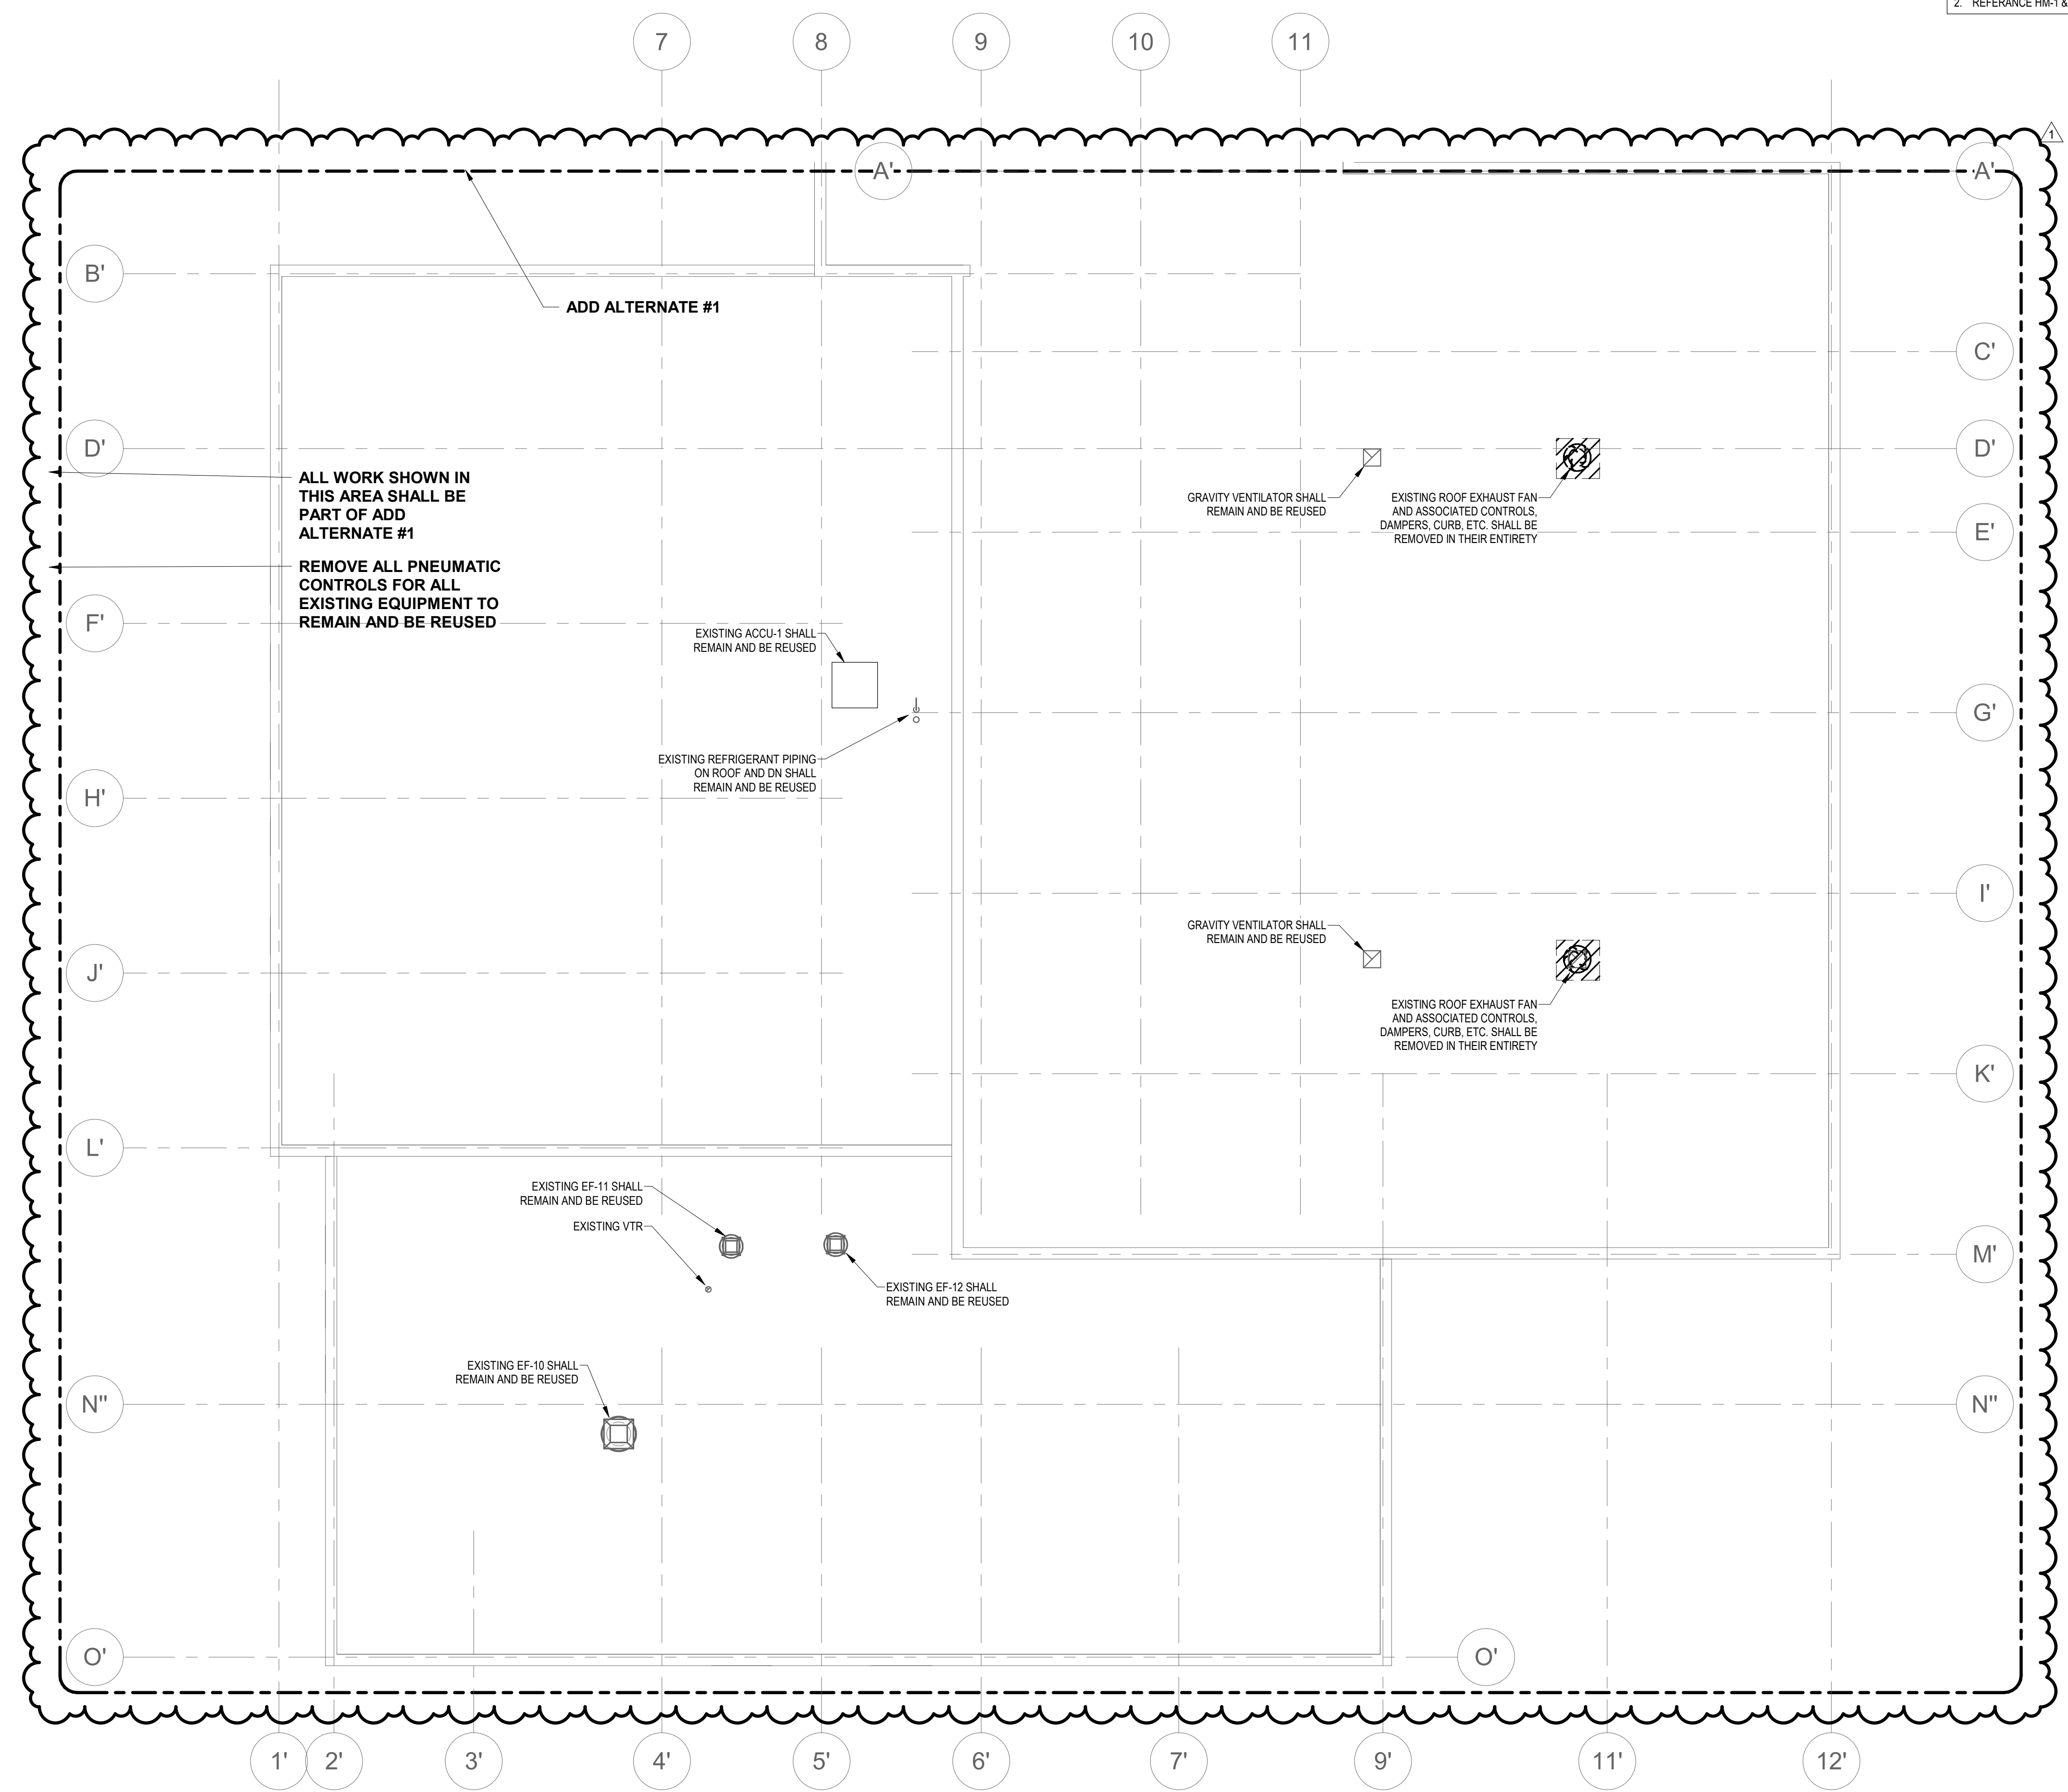 2. REFERANCE HM-1 &
7
8
9
10
11
1
A'
A'
B'
ADD ALTERNATE #1
C'
D'
D'
ALL WORK SHOWN IN
THIS AREA SHALL BE
PART OF ADD
ALTERNATE #1
GRAVITY VENTILATOR SHALL
REMAIN AND BE REUSED
EXISTING ROOF EXHAUST FAN
AND ASSOCIATED CONTROLS,
DAMPERS, CURB, ETC. SHALL BE
REMOVED IN THEIR ENTIRETY
E'
REMOVE ALL PNEUMATIC
CONTROLS FOR ALL
EXISTING EQUIPMENT TO
REMAIN AND BE REUSED
F'
EXISTING ACCU-1 SHALL
REMAIN AND BE REUSED
G'
EXISTING REFRIGERANT PIPING
ON ROOF AND DN SHALL
REMAIN AND BE REUSED
H'
I'
GRAVITY VENTILATOR SHALL
REMAIN AND BE REUSED
J'
EXISTING ROOF EXHAUST FAN
AND ASSOCIATED CONTROLS,
DAMPERS, CURB, ETC. SHALL BE
REMOVED IN THEIR ENTIRETY
K'
L'
EXISTING EF-11 SHALL
REMAIN AND BE REUSED
EXISTING VTR
M'
EXISTING EF-12 SHALL
REMAIN AND BE REUSED
EXISTING EF-10 SHALL
REMAIN AND BE REUSED
N"
N"
O'
O'
1'
2'
3'
4'
5'
6'
7'
9'
11'
12'